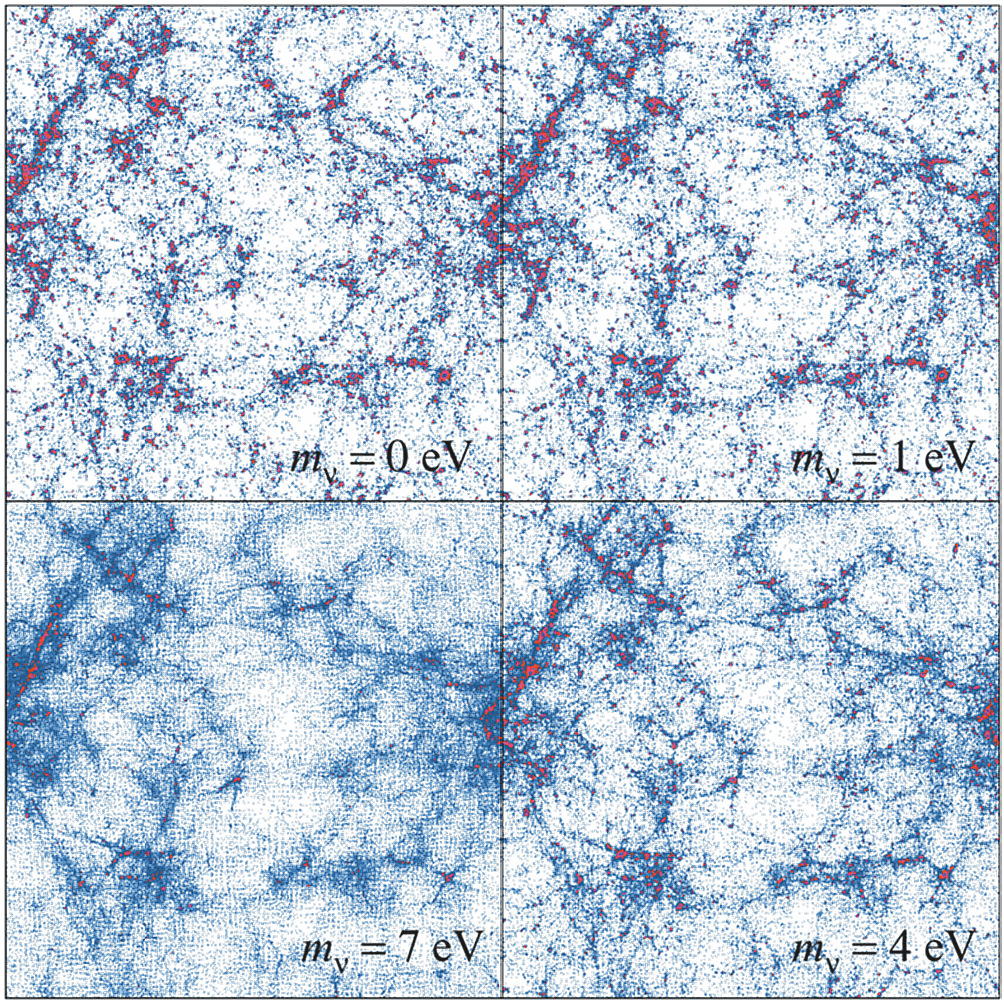 mν = 0 eV
mν = 1 eV
mν = 7 eV
mν = 4 eV